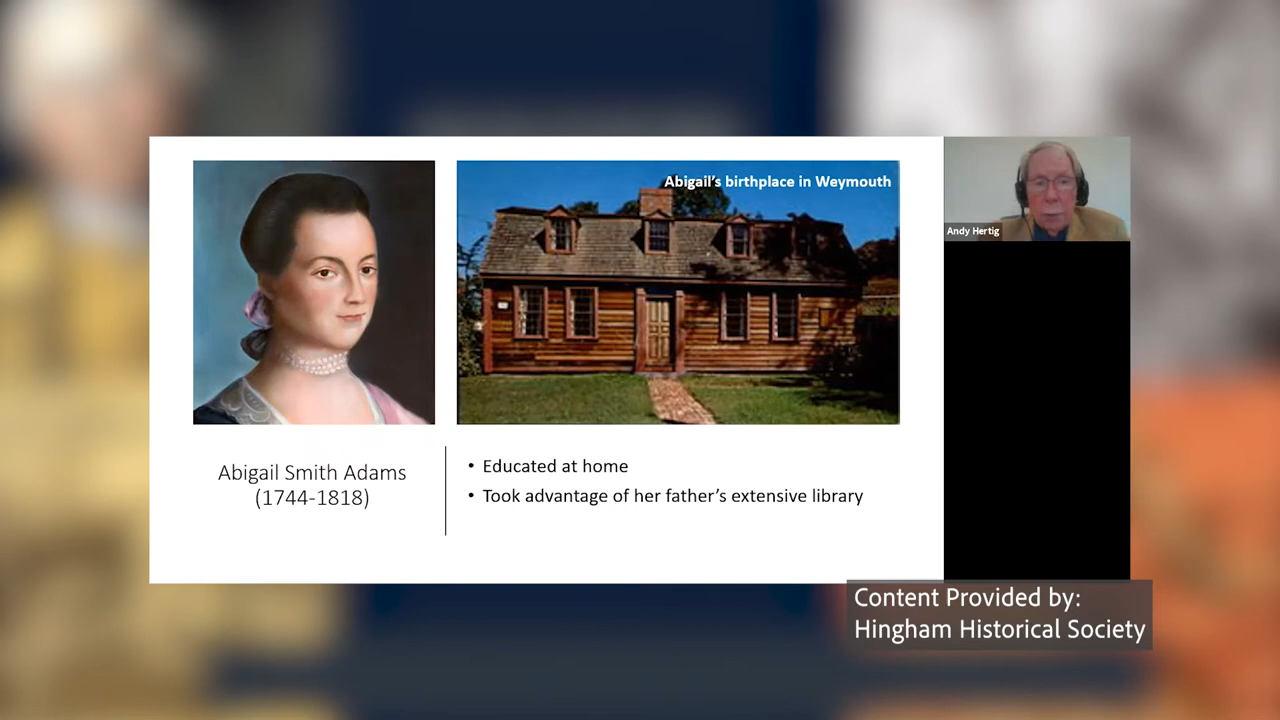 Abigail's birthplace in Weymouth
Andy Hertig
Abigail Smith Adams
(1744-1818)
• Educated at home
• Took advantage of her father's extensive library
Content Provided by:
Hingham Historical Society